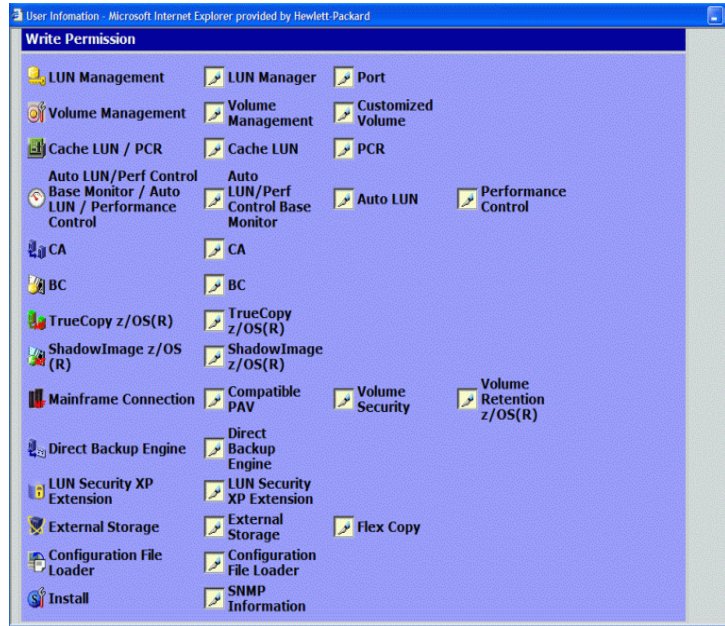 User Infomation - Microsoft Internet Explorer provided by Hewlett-Packard
Write Permission
LUN Management LUN Manager Port
Volume Management Volume Management Customized Volume
Cache LUN / PCR Cache LUN PCR
Auto LUN/Perf Control Base Monitor / Auto LUN / Performance Control Auto LUN/Perf Control Base Monitor Auto LUN Performance Control
CA CA
BC BC
TrueCopy z/OS(R) TrueCopy z/OS(R)
ShadowImage z/OS (R) ShadowImage z/OS(R)
Mainframe Connection Compatible PAV Volume Security Volume Retention z/OS(R)
Direct Backup Engine Direct Backup Engine
LUN Security XP Extension LUN Security XP Extension
External Storage External Storage Flex Copy
Configuration File Loader Configuration File Loader
Install SNMP Information